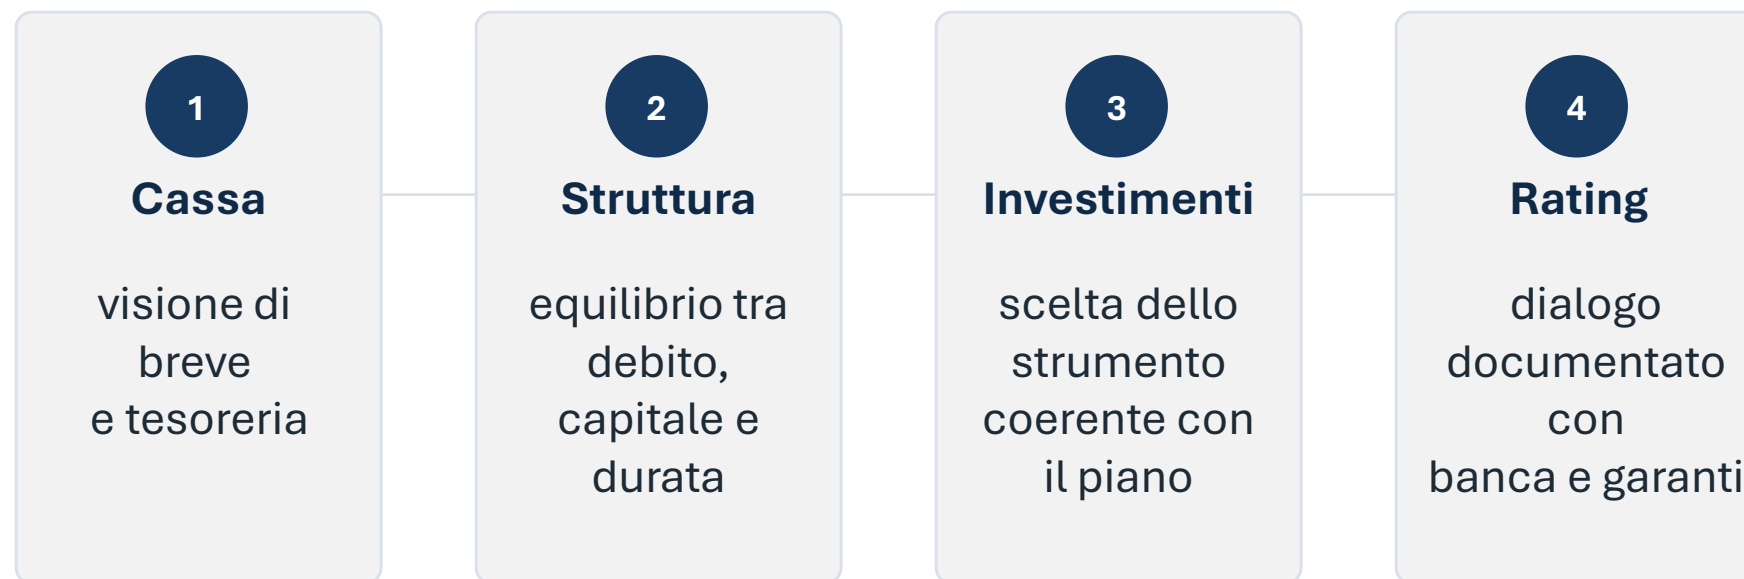 1
Cassa
visione di
breve
e tesoreria
2
Struttura
equilibrio tra
debito,
capitale e
durata
3
Investimenti
scelta dello
strumento
coerente con
il piano
4
Rating
dialogo
documentato
con
banca e garanti